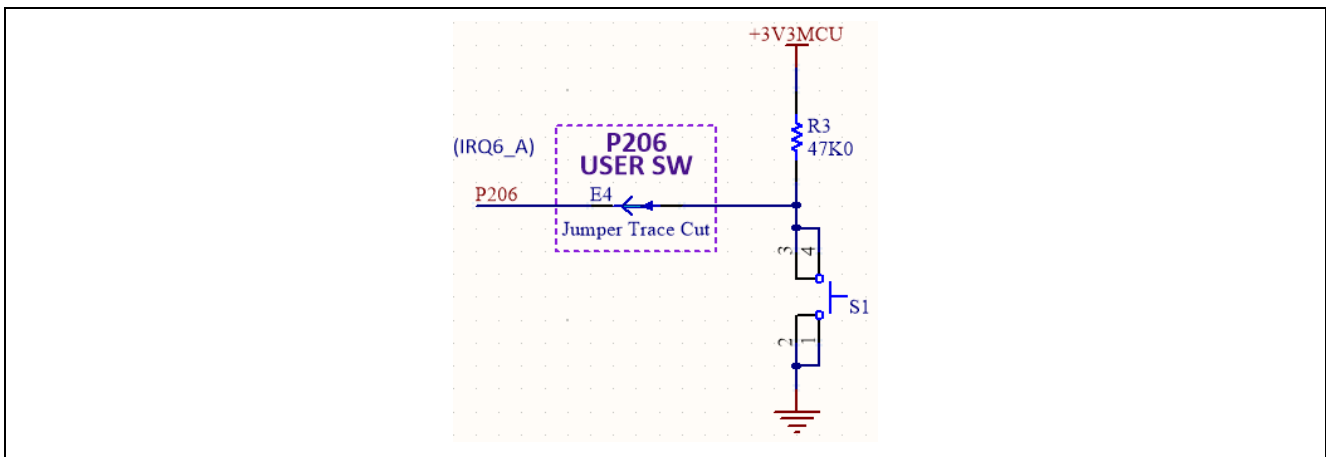 +3V3MCU
R3
47K0
(IRQ6_A)
P206
USER SW
P206
E4
Jumper Trace Cut
3
4
S1
2
1